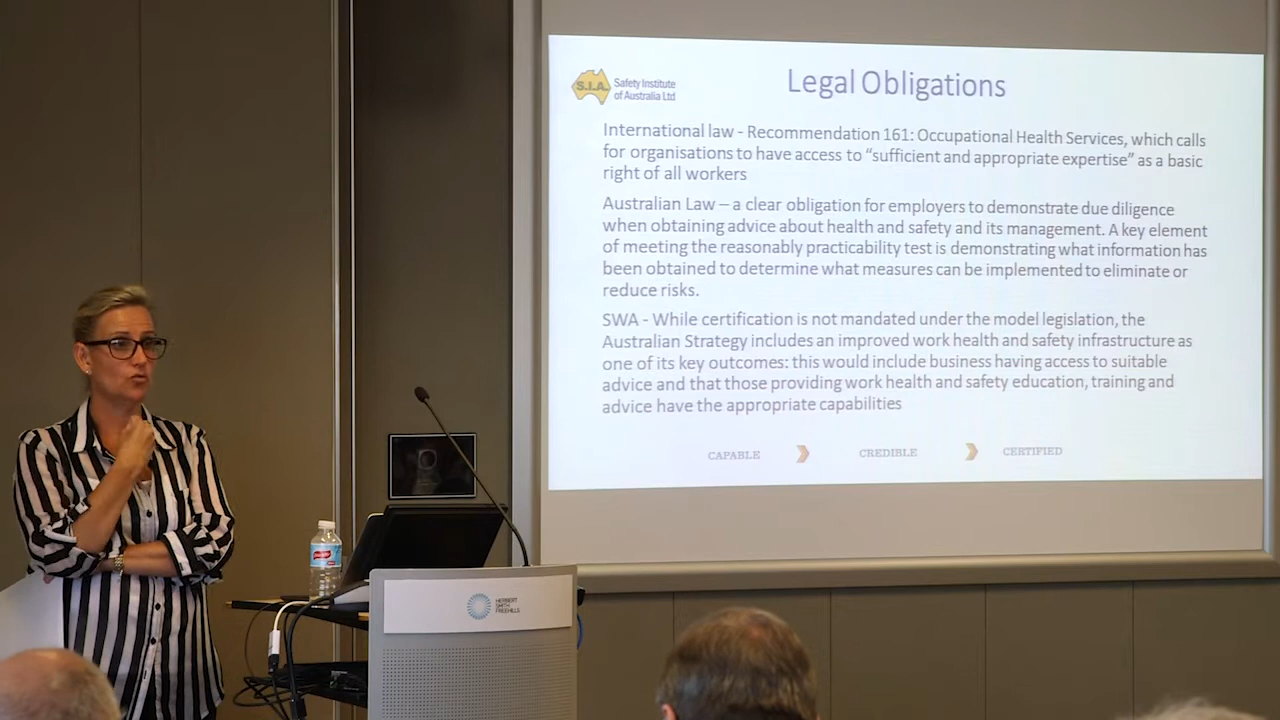 S.I.A.
Safety Institute
of Australia Ltd
Legal Obligations
International law - Recommendation 161: Occupational Health Services, which calls
for organisations to have access to “sufficient and appropriate expertise” as a basic
right of all workers
Australian Law – a clear obligation for employers to demonstrate due diligence
when obtaining advice about health and safety and its management. A key element
of meeting the reasonably practicability test is demonstrating what information has
been obtained to determine what measures can be implemented to eliminate or
reduce risks.
SWA - While certification is not mandated under the model legislation, the
Australian Strategy includes an improved work health and safety infrastructure as
one of its key outcomes: this would include business having access to suitable
advice and that those providing work health and safety education, training and
advice have the appropriate capabilities
CAPABLE CREDIBLE CERTIFIED
HERBERT
SMITH
FREEHILLS